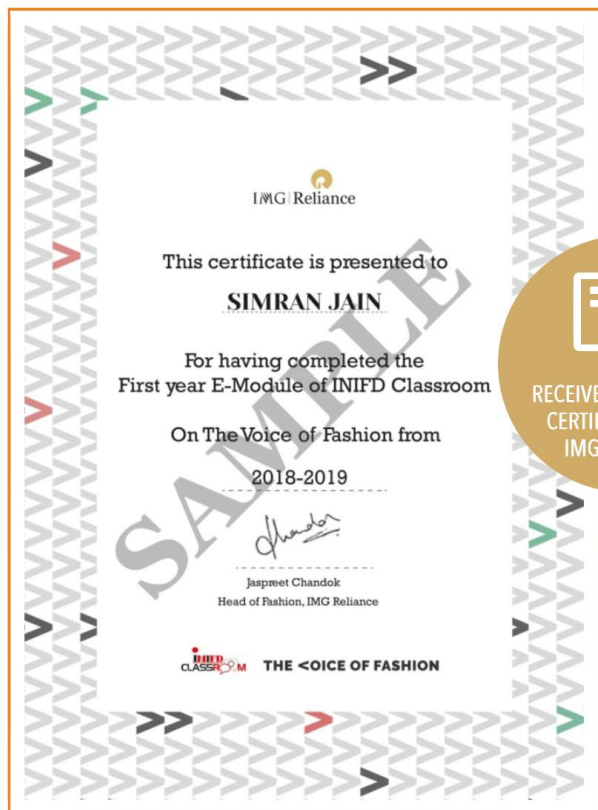 IMG Reliance
This certificate is presented to
SIMRAN JAIN
For having completed the
First year E-Module of INIFD Classroom
On The Voice of Fashion from
2018-2019
SAMPLE
Jaspreet Chandok
Head of Fashion, IMG Reliance
INIFD
CLASSROOM
THE <OICE OF FASHION
RECEIVE
CERTI
IMG